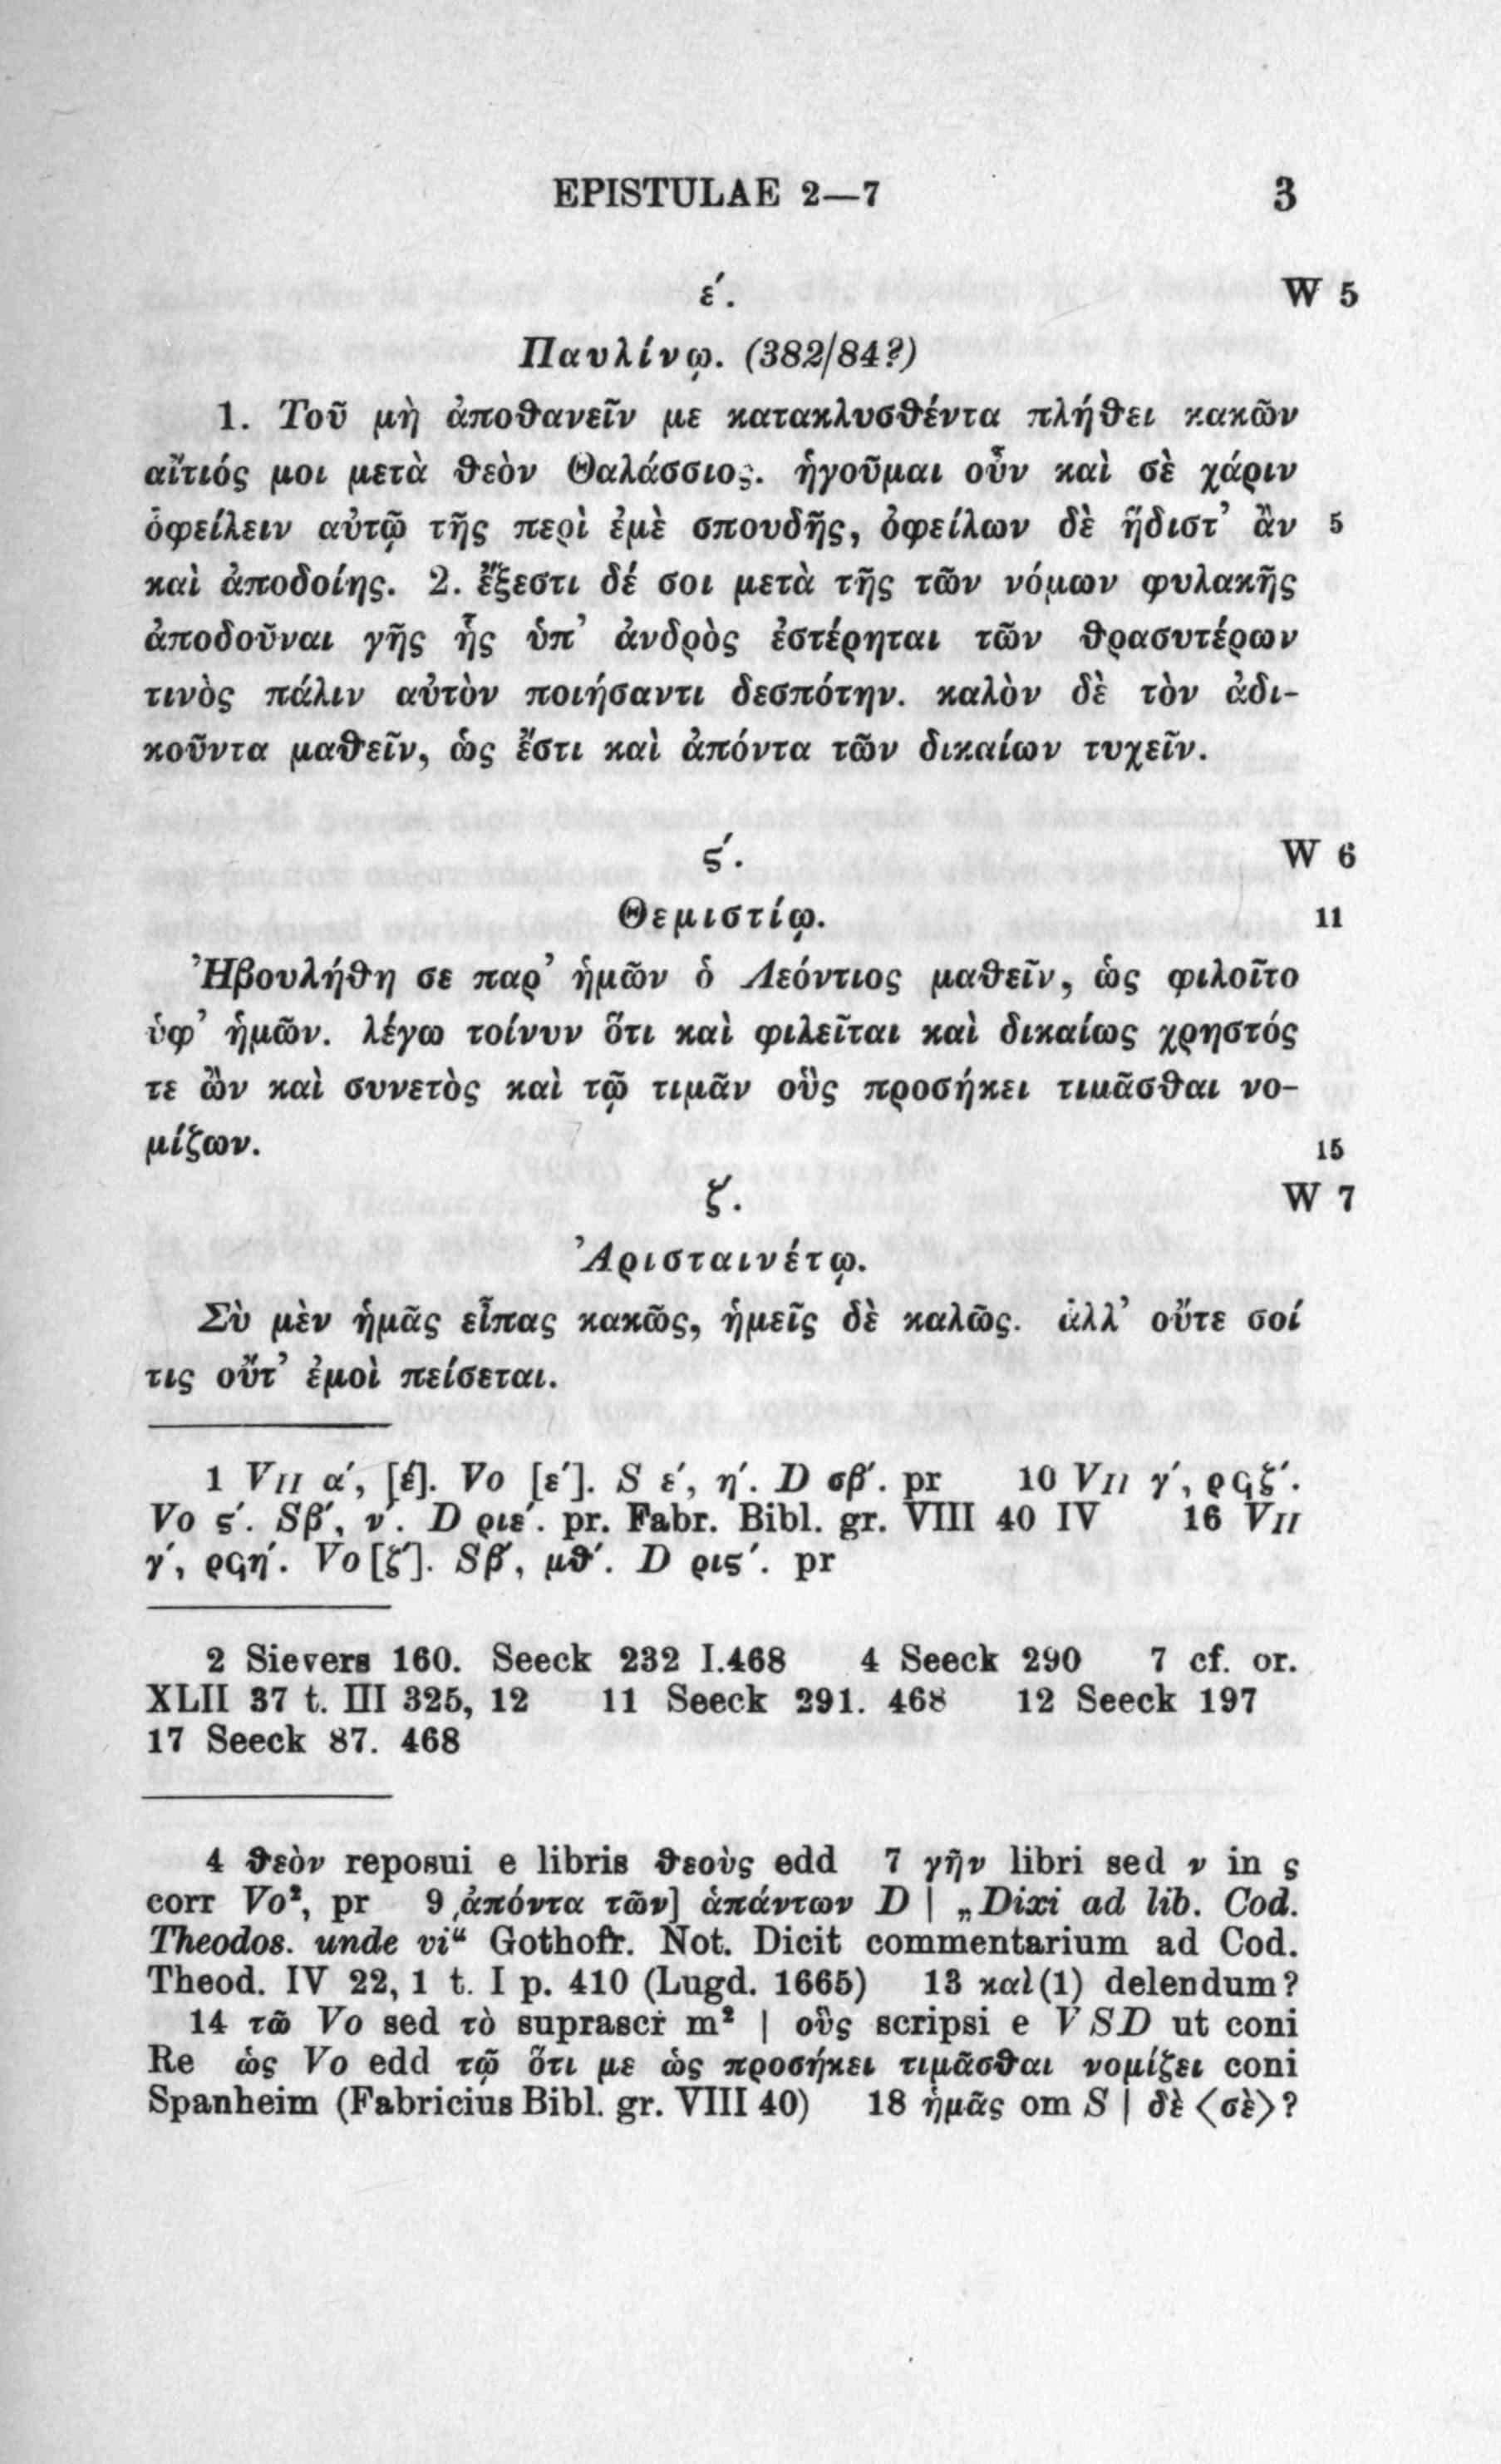 EPISTULAE 2—7 3
ε΄. W 5
Παυλίνῳ. (382/84?)
1. Τοῦ μὴ ἀποθανεῖν με κατακλυσθέντα πλήθει κακῶν
αἴτιός μοι μετὰ θεὸν Θαλάσσιος. ἡγοῦμαι οὖν καὶ σὲ χάριν
ὀφείλειν αὐτῷ τῆς περὶ ἐμὲ σπουδῆς, ὀφείλων δὲ ἥδιστ’ ἂν 5
καὶ ἀποδοίης. 2. ἔξεστι δέ σοι μετὰ τῆς τῶν νόμων φυλακῆς
ἀποδοῦναι γῆς ἧς ὑπ’ ἀνδρὸς ἐστέρηται τῶν θρασυτέρων
τινὸς πάλιν αὐτὸν ποιήσαντι δεσπότην. καλὸν δὲ τὸν ἀδι-
κοῦντα μαθεῖν, ὡς ἔστι καὶ ἀπόντα τῶν δικαίων τυχεῖν.
ϛ΄. W 6
Θεμιστίῳ. 11
Ἠβουλήθη σε παρ’ ἡμῶν ὁ Λεόντιος μαθεῖν, ὡς φιλοῖτο
ὑφ’ ἡμῶν. λέγω τοίνυν ὅτι καὶ φιλεῖται καὶ δικαίως χρηστός
τε ὢν καὶ συνετὸς καὶ τῷ τιμᾶν οὓς προσήκει τιμᾶσθαι νο-
μίζων. 15
ζ΄. W 7
Ἀρισταινέτῳ.
Σὺ μὲν ἡμᾶς εἶπας κακῶς, ἡμεῖς δὲ καλῶς. ἀλλ’ οὔτε σοί
τις οὔτ’ ἐμοὶ πείσεται.
1 VII α΄, [έ]. Vo [ε΄]. S ε΄, η΄. D σβ΄. pr 10 VII γ΄, ρϟζ΄.
Vo ϛ΄. Sβ΄, ν΄. D ριε΄. pr. Fabr. Bibl. gr. VIII 40 IV 16 VII
γ΄, ρϟη΄. Vo [ζ΄]. Sβ΄, μθ΄. D ριϛ΄. pr
2 Sievers 160. Seeck 232 I.468 4 Seeck 290 7 cf. or.
XLII 37 t. III 325, 12 11 Seeck 291. 468 12 Seeck 197
17 Seeck 87. 468
4 θεὸν reposui e libris θεοὺς edd 7 γῆν libri sed ν in ς
corr Vo², pr 9 ἀπόντα τῶν] ἁπάντων D | „Dixi ad lib. Cod.
Theodos. unde vi“ Gothofr. Not. Dicit commentarium ad Cod.
Theod. IV 22, 1 t. I p. 410 (Lugd. 1665) 13 καὶ(1) delendum?
14 τῶ Vo sed τὸ suprascr m² | οὓς scripsi e VSD ut coni
Re ὡς Vo edd τῷ ὅτι με ὡς προσήκει τιμᾶσθαι νομίζει coni
Spanheim (Fabricius Bibl. gr. VIII 40) 18 ἡμᾶς om S | δὲ ⟨σὲ⟩?